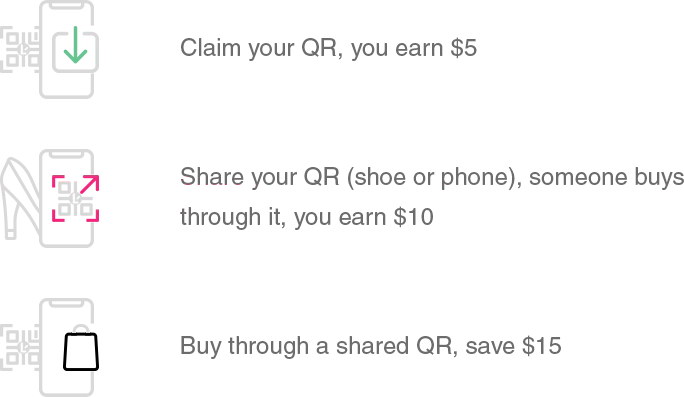 Claim your QR, you earn $5
Share your QR (shoe or phone), someone buys
through it, you earn $10
Buy through a shared QR, save $15